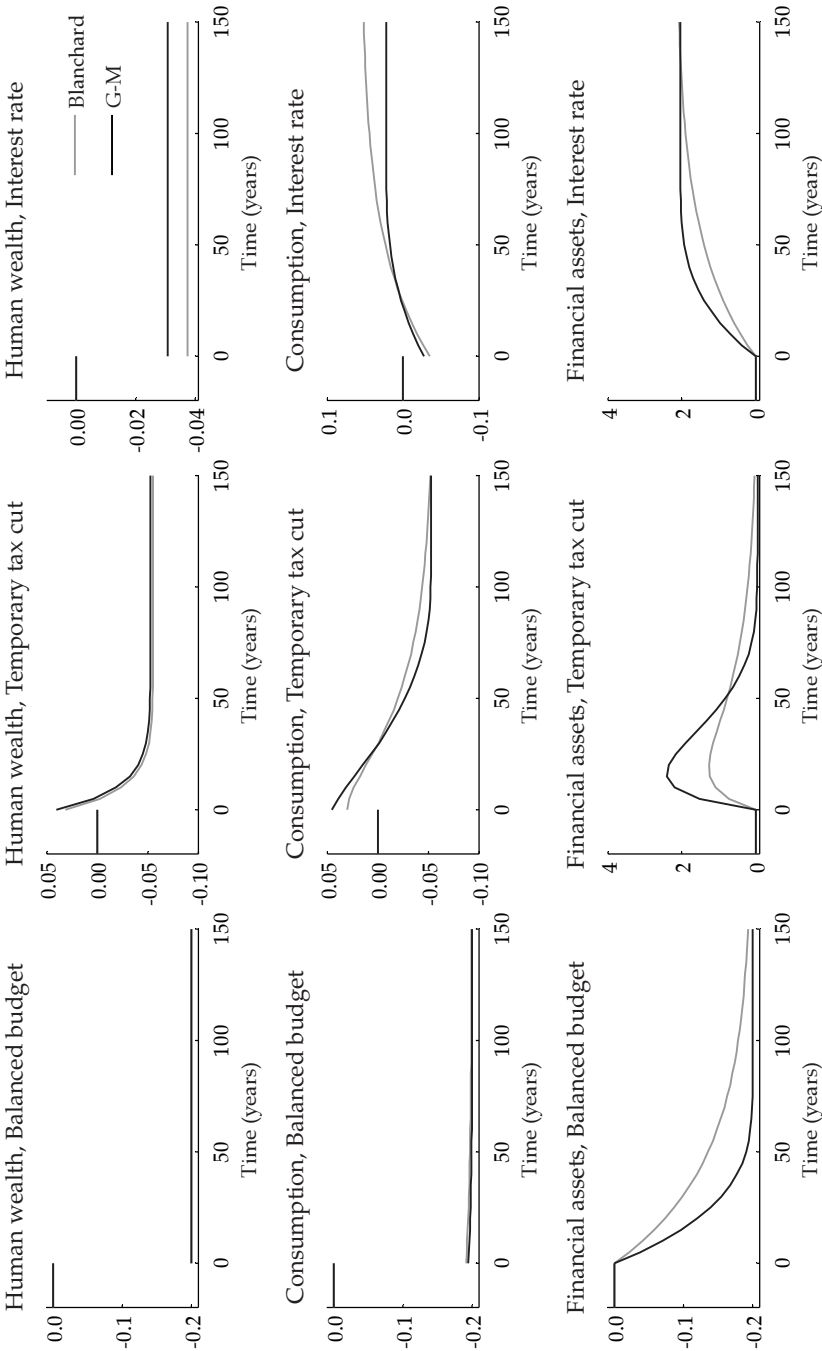 Human wealth, Balanced budget
0.0
-0.1
-0.2
0 50 100 150
Time (years)
Human wealth, Temporary tax cut
0.05
0.00
-0.05
-0.10
0 50 100 150
Time (years)
Human wealth, Interest rate
Blanchard
G-M
0.00
-0.02
-0.04
0 50 100 150
Time (years)
Consumption, Balanced budget
0.0
-0.1
-0.2
0 50 100 150
Time (years)
Consumption, Temporary tax cut
0.05
0.00
-0.05
-0.10
0 50 100 150
Time (years)
Consumption, Interest rate
0.1
0.0
-0.1
0 50 100 150
Time (years)
Financial assets, Balanced budget
0.0
-0.1
-0.2
0 50 100 150
Time (years)
Financial assets, Temporary tax cut
4
2
0
0 50 100 150
Time (years)
Financial assets, Interest rate
4
2
0
0 50 100 150
Time (years)